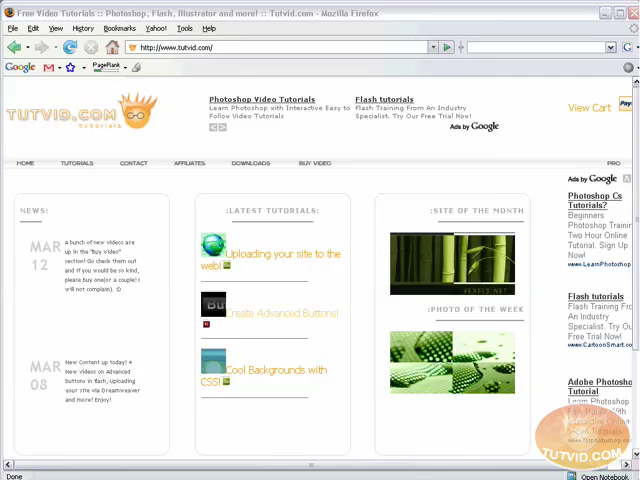 Free Video Tutorials :: Photoshop, Flash, Illustrator and more! :: Tutvid.com - Mozilla Firefox
File Edit View History Bookmarks Yahoo! Tools Help
http://www.tutvid.com/
Google PageRank
TUTVID.COM
tutorials
Photoshop Video Tutorials
Learn Photoshop with Interactive Easy to
Follow Video Tutorials
Flash tutorials
Flash Training From An Industry
Specialist. Try Our Free Trial Now!
Ads by Google
View Cart
HOME TUTORIALS CONTACT AFFILIATES DOWNLOADS BUY VIDEO PRO
NEWS:
MAR
12
A bunch of new videos are
up in the "Buy Video"
section! Go check them out
and if you would be so kind,
please buy one(or a couple! I
will not complain). :D
MAR
08
New Content up today! 4
New videos on Advanced
buttons in flash, Uploading
your site via Dreamweaver
and more! Enjoy!
:LATEST TUTORIALS:
Uploading your site to the
web!
Create Advanced Buttons!
Cool Backgrounds with
CSS!
:SITE OF THE MONTH
VEXELS.NET
:PHOTO OF THE WEEK
Ads by Google
Photoshop Cs
Tutorials?
Beginners
Photoshop Trainin
Two Hour Online
Tutorial. Sign Up
Now!
www.LearnPhotoshop
Flash tutorials
Flash Training
From An Industry
Specialist. Try Ou
Free Trial Now!
www.CartoonSmart.co
Adobe Photoshop
Tutorial
TUTVID.COM
Done
Open Notebook